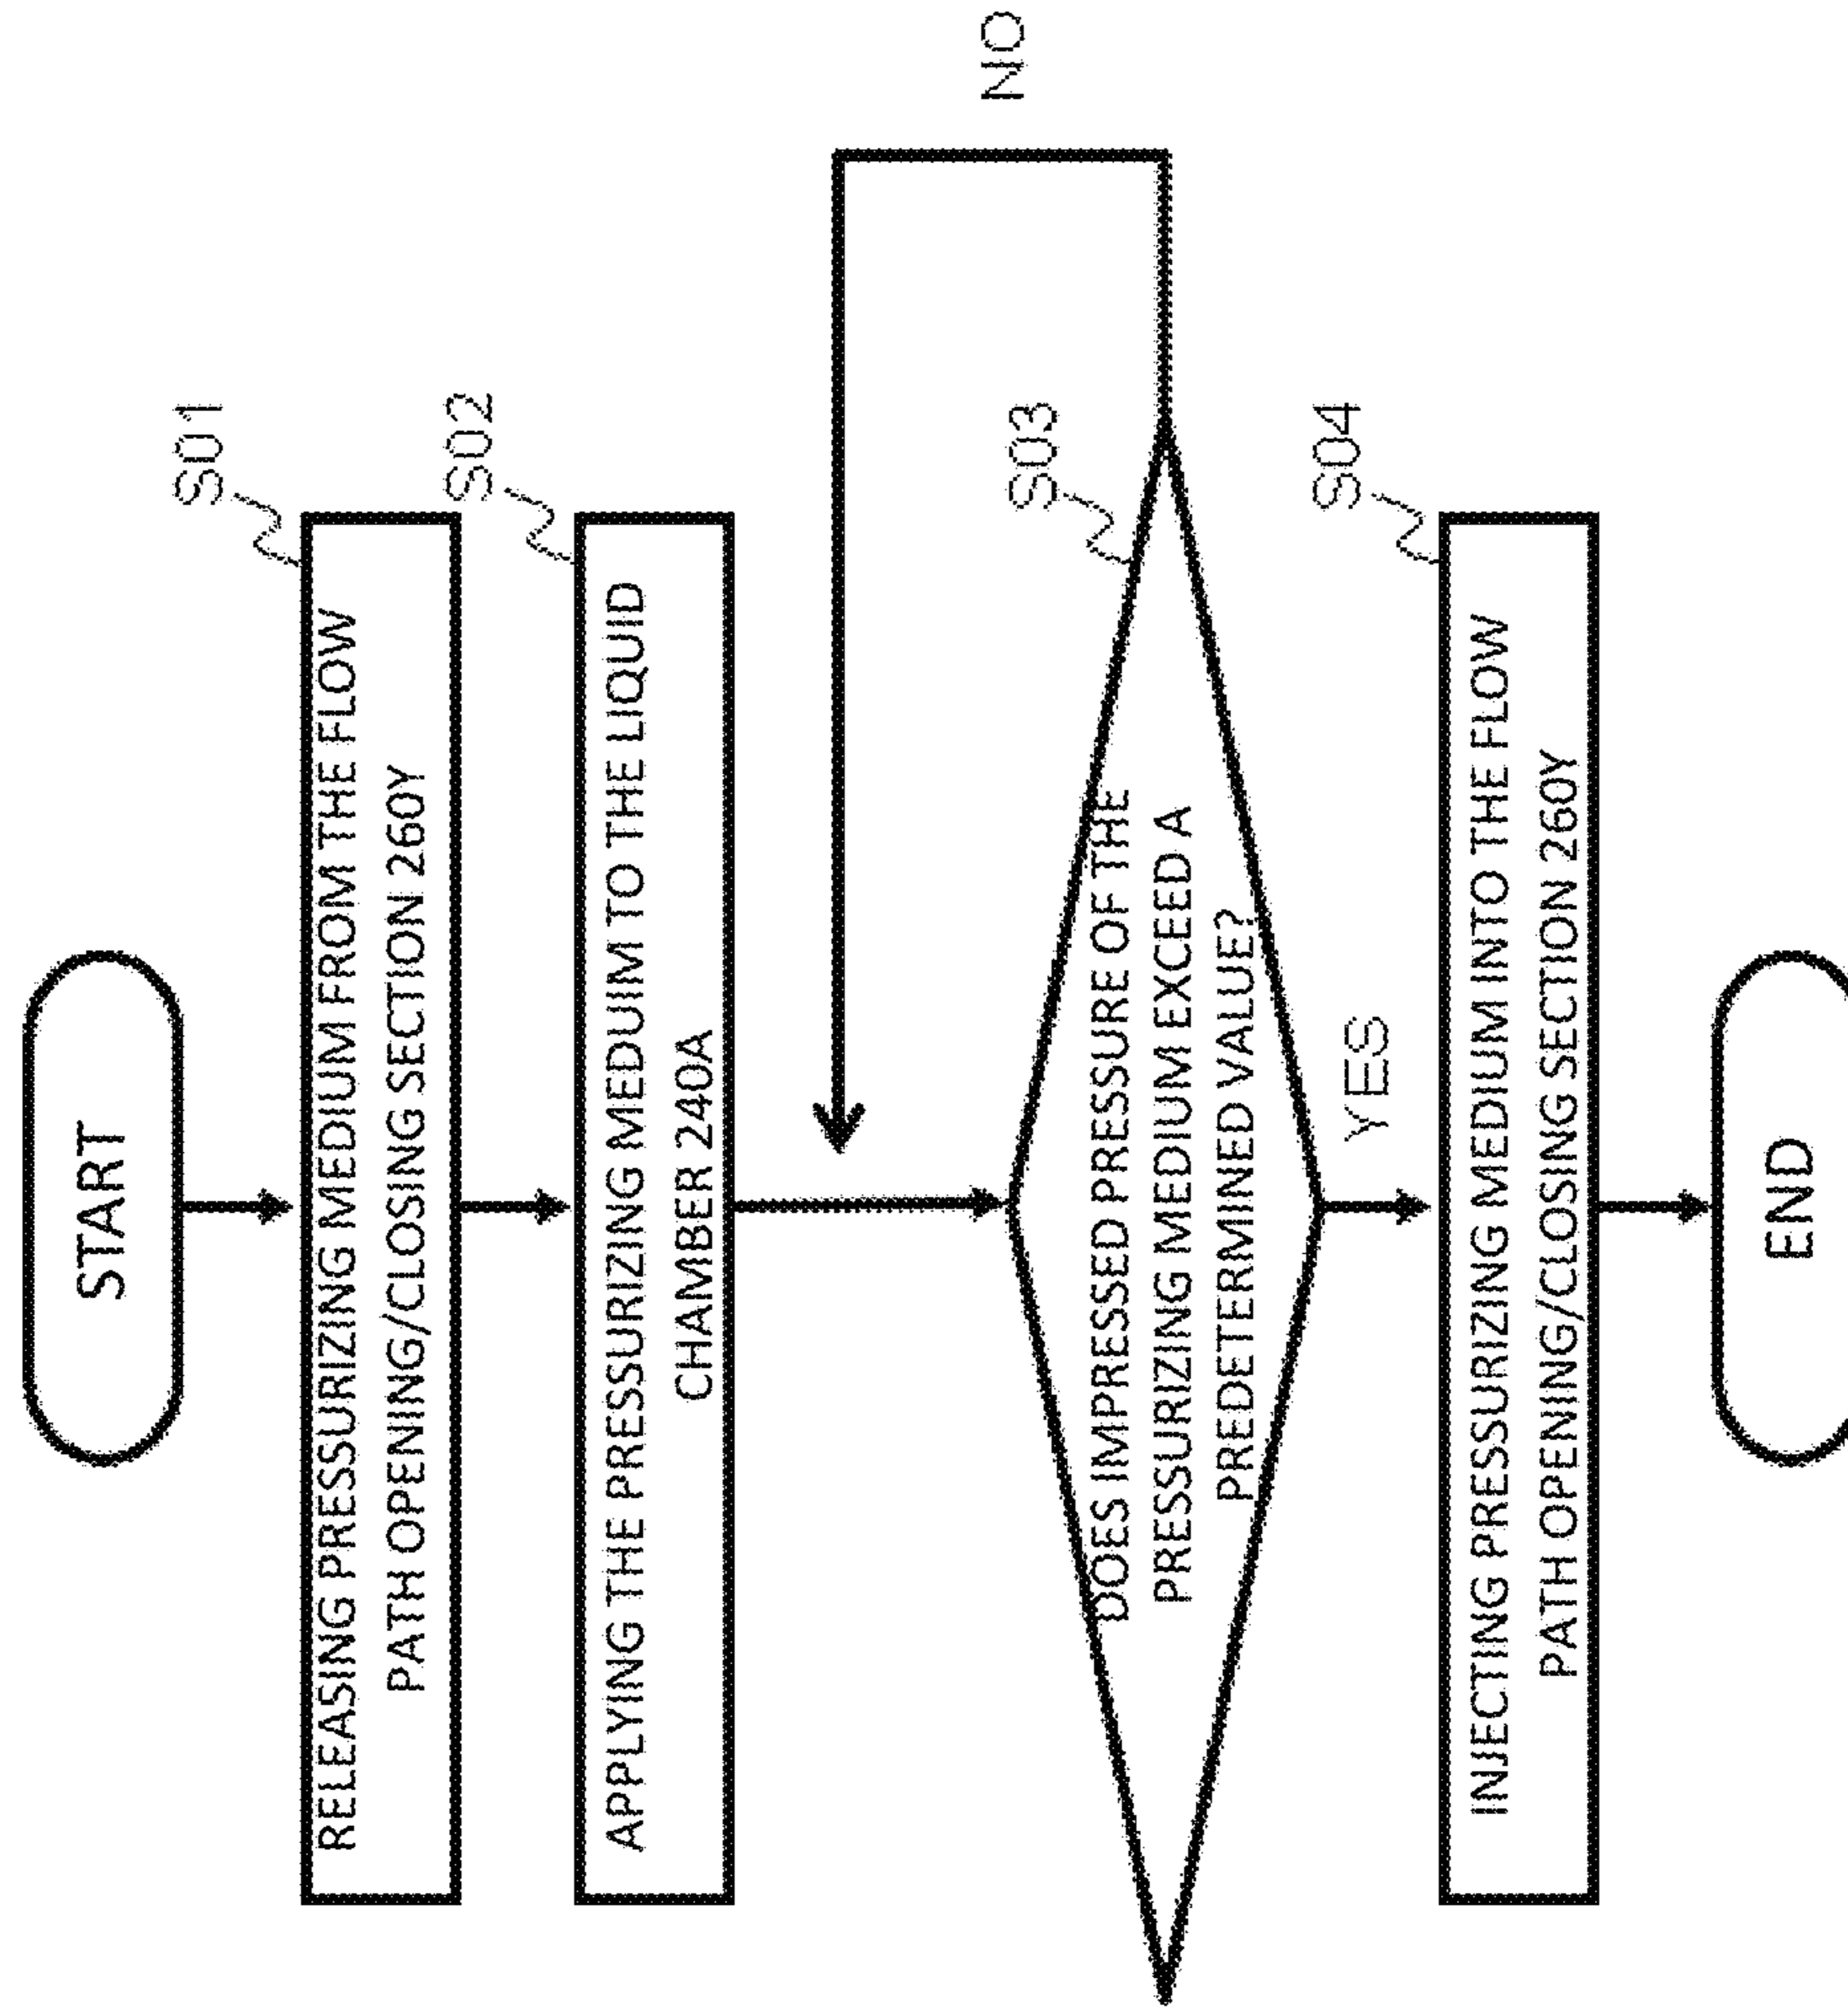 START
S01
RELEASING PRESSURIZING MEDIUM FROM THE FLOW
PATH OPENING/CLOSING SECTION 260Y
S02
APPLYING THE PRESSURIZING MEDUIM TO THE LIQUID
CHAMBER 240A
NO
S03
DOES IMPRESSED PRESSURE OF THE
PRESSURIZING MEDIUM EXCEED A
PREDETERMINED VALUE?
YES
S04
INJECTING PRESSURIZING MEDIUM INTO THE FLOW
PATH OPENING/CLOSING SECTION 260Y
END